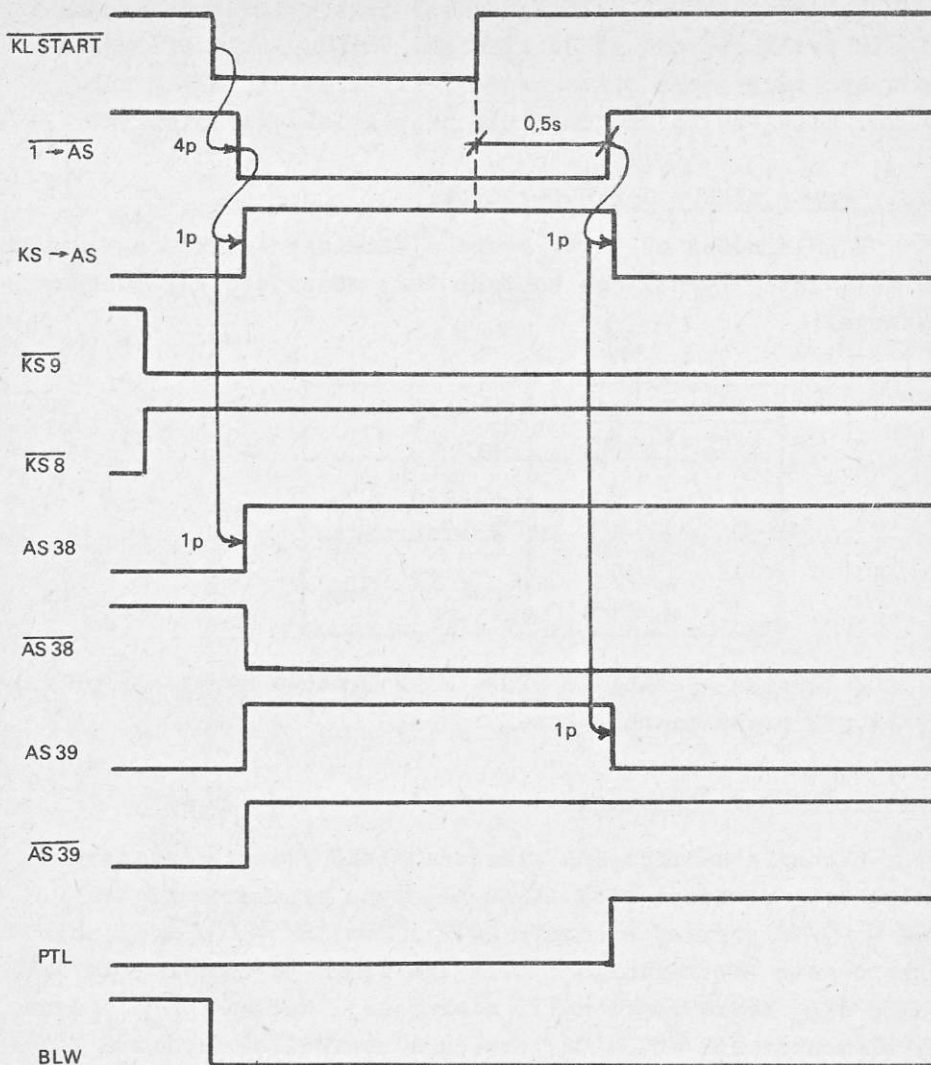 KL START
0,5s
1 → AS
4p
1p
1p
KS → AS
KS 9
KS 8
AS 38
1p
AS 38
AS 39
1p
AS 39
PTL
BLW